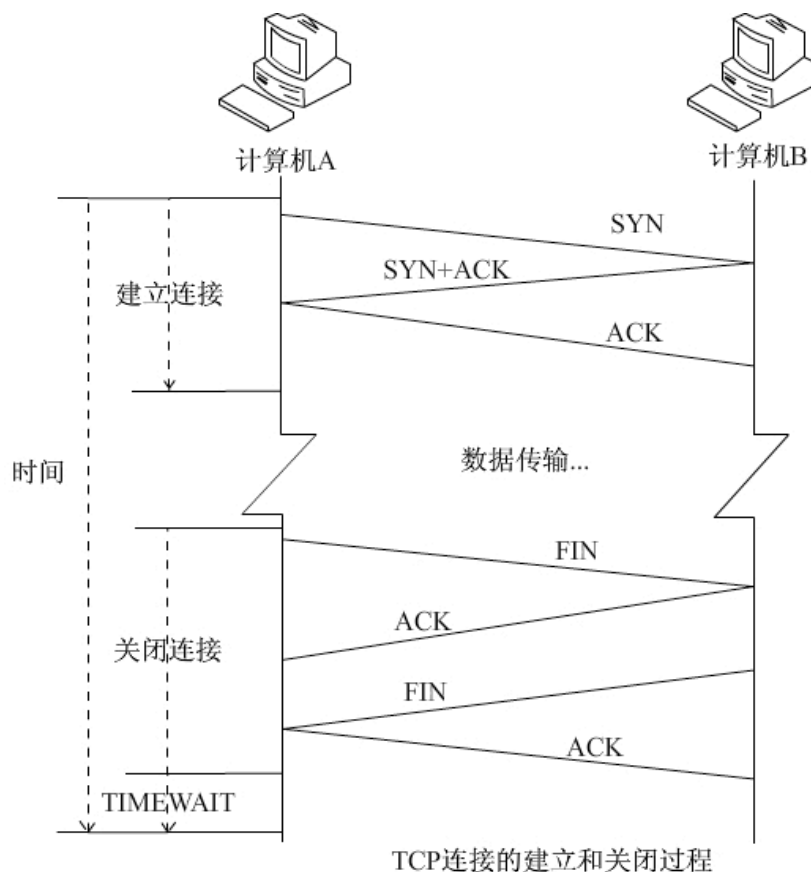 计算机A
计算机B
SYN
SYN+ACK
建立连接
ACK
时间
数据传输...
FIN
ACK
关闭连接
FIN
ACK
TIMEWAIT
TCP连接的建立和关闭过程